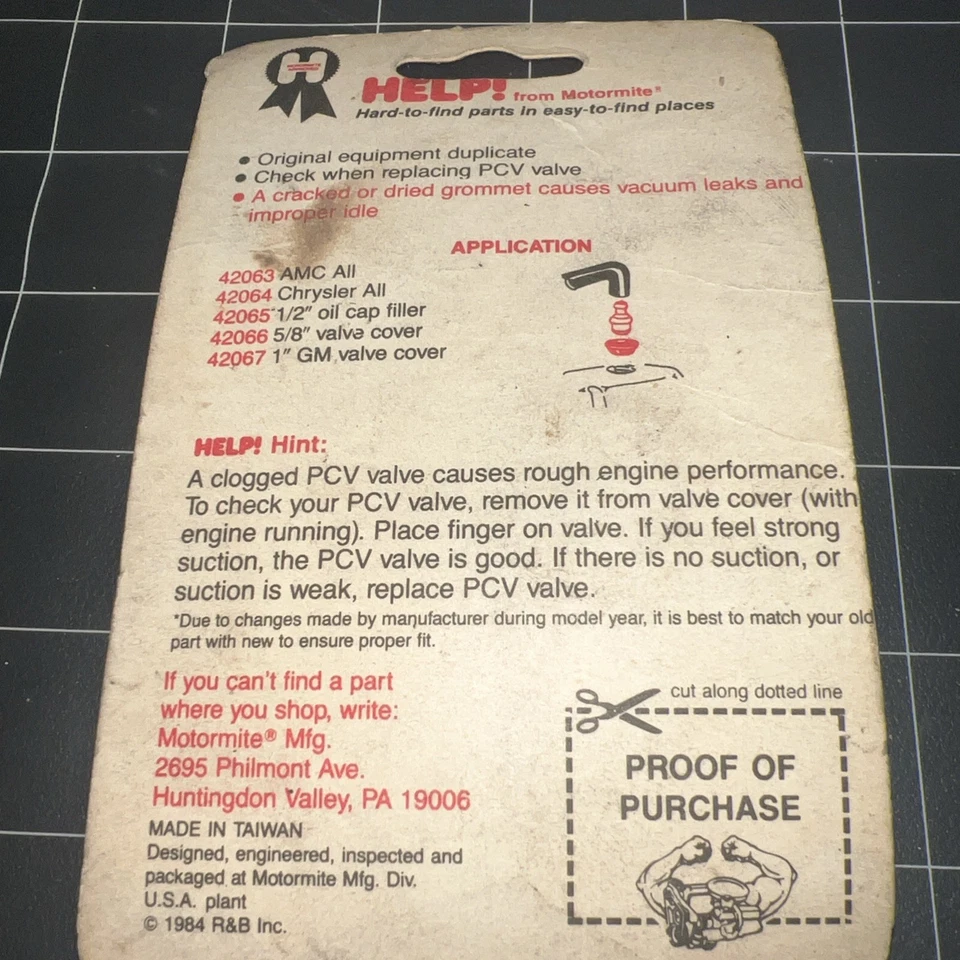 HELP! from Motormite®
Hard-to-find parts in easy-to-find places
• Original equipment duplicate
• Check when replacing PCV valve
• A cracked or dried grommet causes vacuum leaks and
improper idle
APPLICATION
42063 AMC All
42064 Chrysler All
42065 1/2" oil cap filler
42066 5/8" valve cover
42067 1" GM valve cover
HELP! Hint:
A clogged PCV valve causes rough engine performance.
To check your PCV valve, remove it from valve cover (with
engine running). Place finger on valve. If you feel strong
suction, the PCV valve is good. If there is no suction, or
suction is weak, replace PCV valve.
*Due to changes made by manufacturer during model year, it is best to match your old
part with new to ensure proper fit.
If you can't find a part
where you shop, write:
Motormite® Mfg.
2695 Philmont Ave.
Huntingdon Valley, PA 19006
MADE IN TAIWAN
Designed, engineered, inspected and
packaged at Motormite Mfg. Div.
U.S.A. plant
© 1984 R&B Inc.
cut along dotted line
PROOF OF
PURCHASE